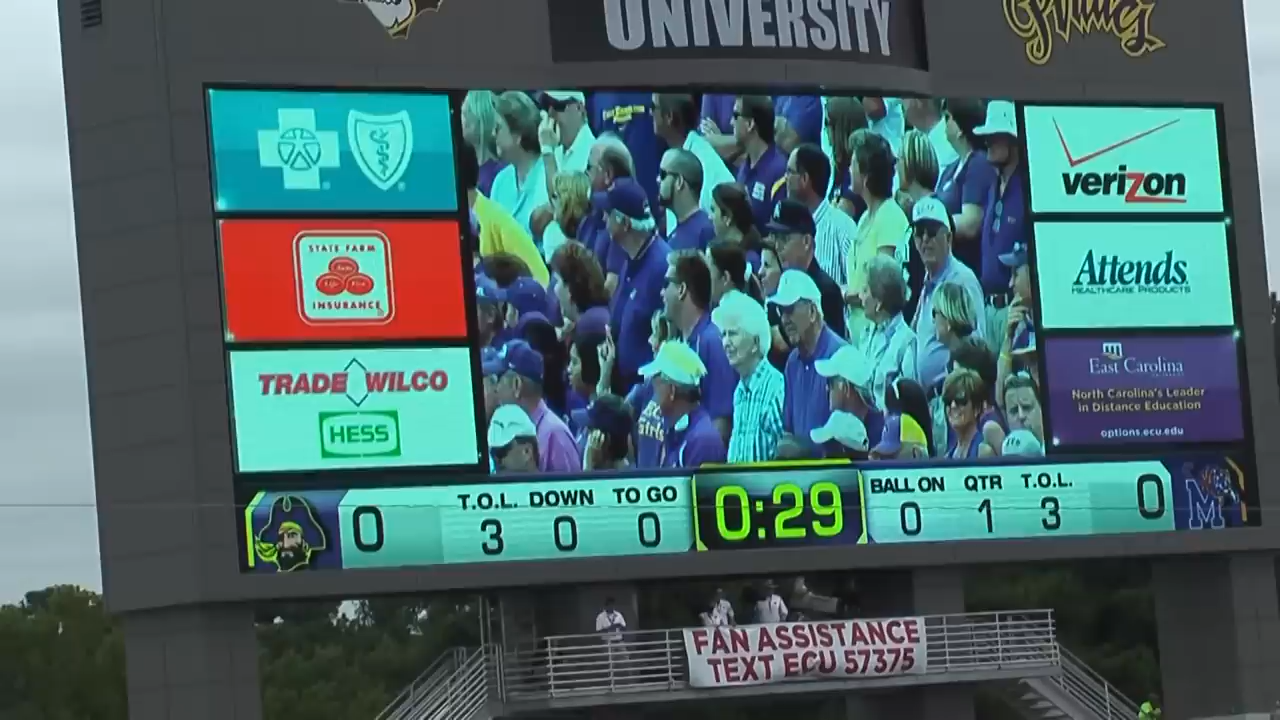 UNIVERSITY
Pirates
STATE FARM
INSURANCE
TRADE WILCO
HESS
verizon
Attends
HEALTHCARE PRODUCTS
East Carolina
North Carolina's Leader
in Distance Education
options.ecu.edu
T.O.L. DOWN TO GO
0 3 0 0
0:29
BALL ON QTR T.O.L.
0 1 3 0
M
FAN ASSISTANCE
TEXT ECU 57375